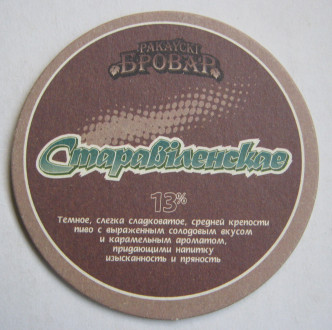 РАКАЎСКІ
БРОВАР
Старавіленскае
13%
Темное, слегка сладковатое, средней крепости
пиво с выраженным солодовым вкусом
и карамельным ароматом,
придающими напитку
изысканность и пряность